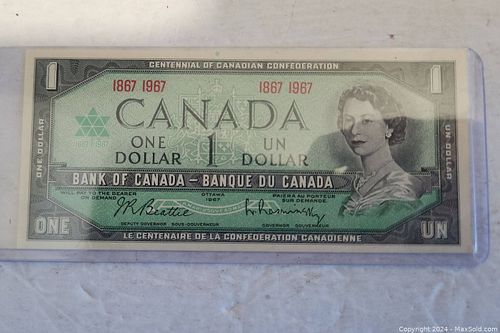 CENTENNIAL OF CANADIAN CONFEDERATION
1 1
1867 1967 1867 1967
CANADA
1867 1967
ONE 1 UN
DOLLAR DOLLAR
ONE DOLLAR
UN DOLLAR
BANK OF CANADA – BANQUE DU CANADA
WILL PAY TO THE BEARER OTTAWA PAIERA AU PORTEUR
ON DEMAND 1967 SUR DEMANDE
J.R. Beattie L. Rasminsky
DEPUTY GOVERNOR SOUS-GOUVERNEUR GOVERNOR GOUVERNEUR
ONE UN
LE CENTENAIRE DE LA CONFÉDÉRATION CANADIENNE
Copyright 2024 - MaxSold.com